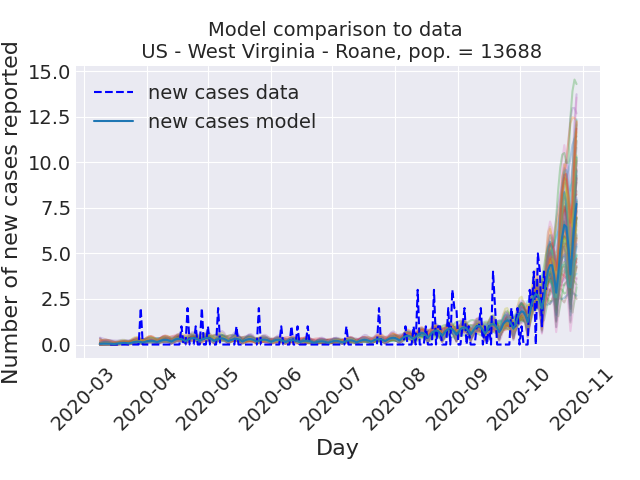 Model comparison to data
US - West Virginia - Roane, pop. = 13688
Number of new cases reported
15.0
12.5
10.0
7.5
5.0
2.5
0.0
new cases data
new cases model
2020-03
2020-04
2020-05
2020-06
2020-07
2020-08
2020-09
2020-10
2020-11
Day